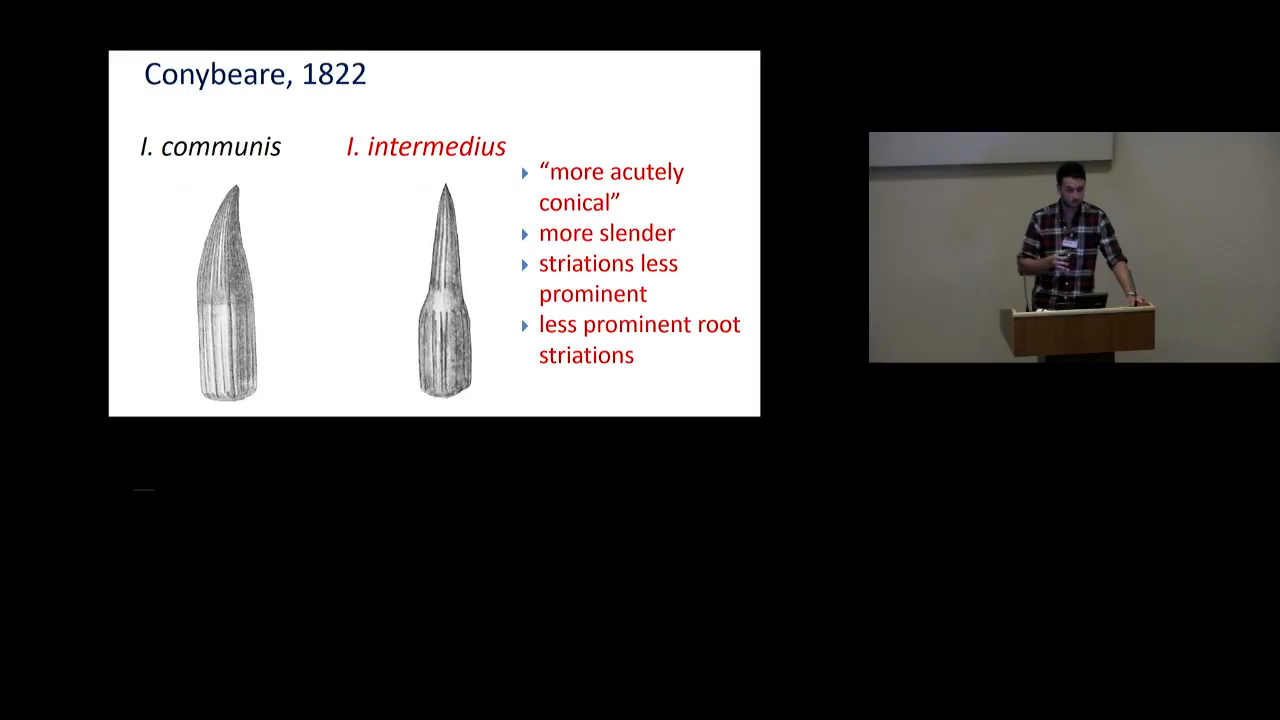 Conybeare, 1822
I. communis
I. intermedius
“more acutely
conical”
more slender
striations less
prominent
less prominent root
striations